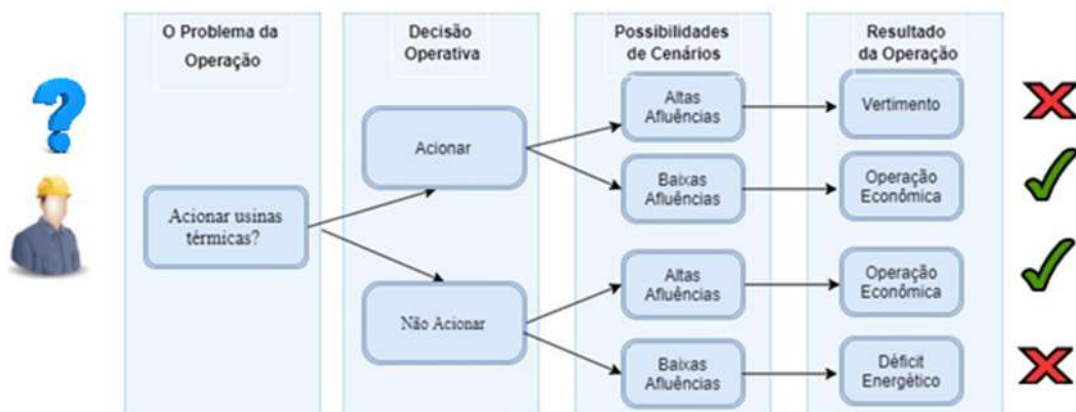 O Problema da
Operação
Decisão
Operativa
Possibilidades
de Cenários
Resultado
da Operação
Acionar usinas
térmicas?
Acionar
Não Acionar
Altas
Afluências
Baixas
Afluências
Altas
Afluências
Baixas
Afluências
Vertimento
Operação
Econômica
Operação
Econômica
Déficit
Energético